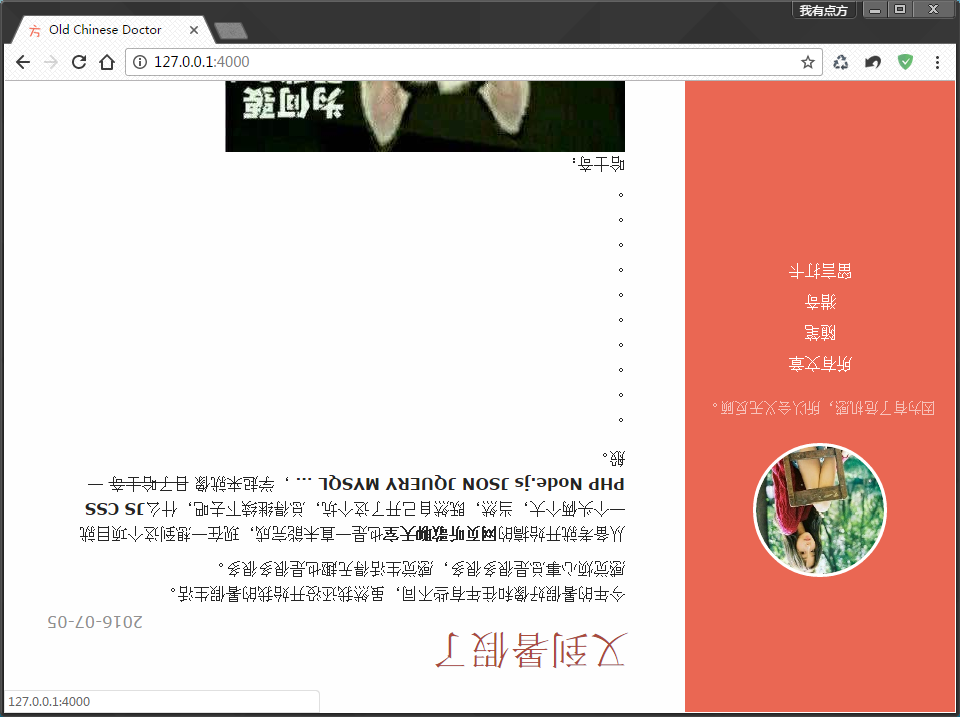 我有点方
Old Chinese Doctor
127.0.0.1:4000
因为有了危机感，所以会义无反顾。
所有文章
随笔
猎奇
留言打卡
又到暑假了
2016-07-05
今年的暑假好像和往年有些不同，虽然我还没开始我的暑假生活。
感觉烦心事总是很多很多，感觉生活得无趣也是很多很多。
从备考就开始搞的网页听歌聊天室也是一直未能完成，现在一想到这个项目就
一个头俩个大，当然，既然自己开了这个坑，总得继续下去吧，什么JS CSS
PHP Node.js JSON JQUERY MYSQL ... ，学起来就像 日了哈士奇 一
般。
。
。
。
。
。
。
。
。
。
。
哈士奇：
为何
127.0.0.1:4000